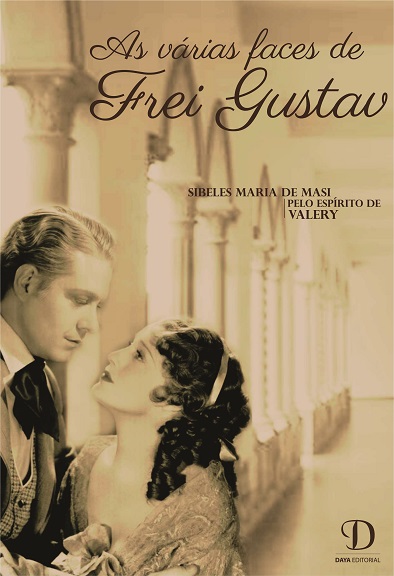 As várias faces de
Frei Gustav
SIBELES MARIA DE MASI
PELO ESPÍRITO DE
VALERY
D
DAYA EDITORIAL